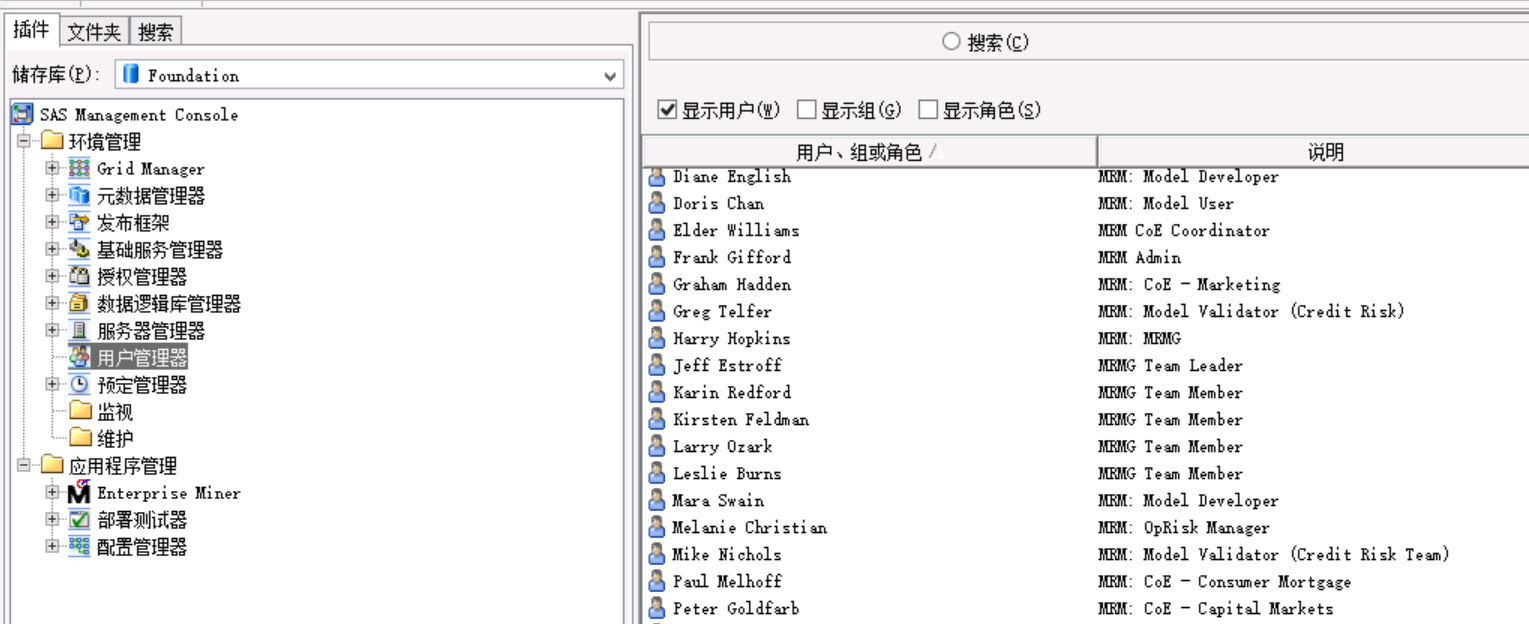 插件 文件夹 搜索
储存库(P): Foundation
SAS Management Console
环境管理
Grid Manager
元数据管理器
发布框架
基础服务管理器
授权管理器
数据逻辑库管理器
服务器管理器
用户管理器
预定管理器
监视
维护
应用程序管理
Enterprise Miner
部署测试器
配置管理器
搜索(C)
显示用户(W) 显示组(G) 显示角色(S)
用户、组或角色 说明
Diane English MRM: Model Developer
Doris Chan MRM: Model User
Elder Williams MRM CoE Coordinator
Frank Gifford MRM Admin
Graham Hadden MRM: CoE - Marketing
Greg Telfer MRM: Model Validator (Credit Risk)
Harry Hopkins MRM: MRMG
Jeff Estroff MRMG Team Leader
Karin Redford MRMG Team Member
Kirsten Feldman MRMG Team Member
Larry Ozark MRMG Team Member
Leslie Burns MRMG Team Member
Mara Swain MRM: Model Developer
Melanie Christian MRM: OpRisk Manager
Mike Nichols MRM: Model Validator (Credit Risk Team)
Paul Melhoff MRM: CoE - Consumer Mortgage
Peter Goldfarb MRM: CoE - Capital Markets